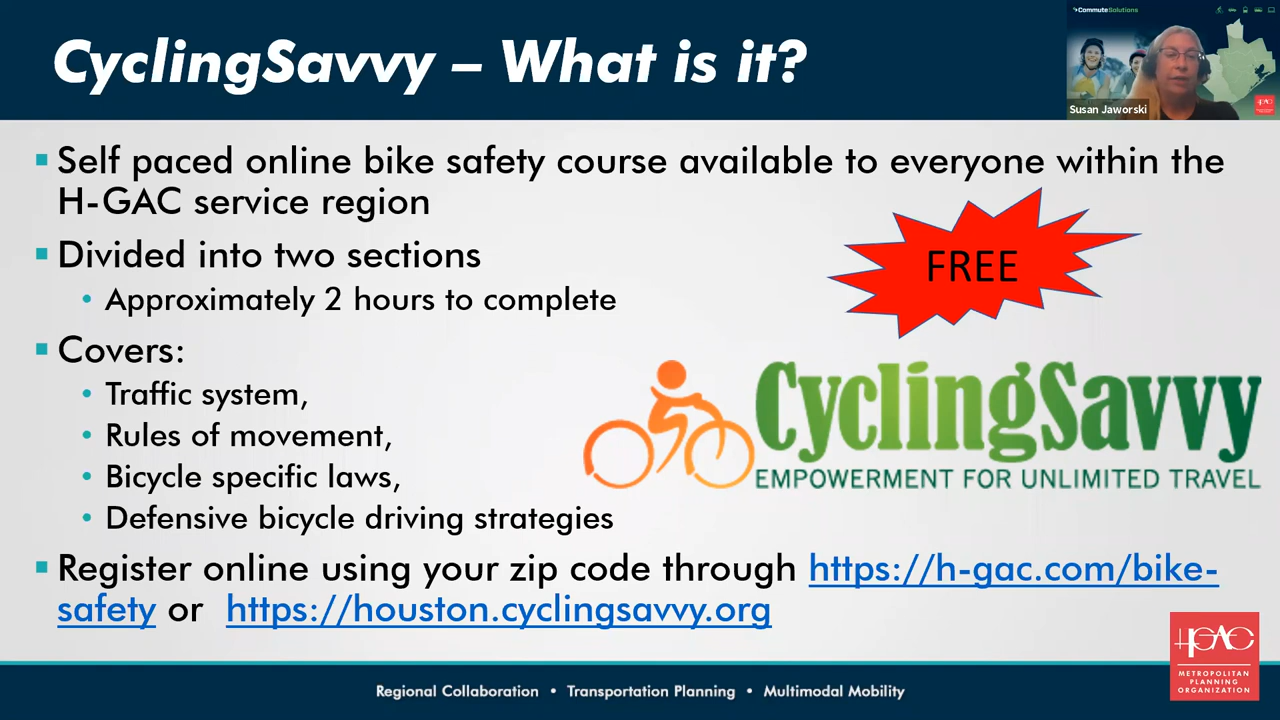 CyclingSavvy – What is it?
CommuteSolutions
Susan Jaworski
Self paced online bike safety course available to everyone within the
H-GAC service region
Divided into two sections
Approximately 2 hours to complete
FREE
Covers:
Traffic system,
Rules of movement,
Bicycle specific laws,
Defensive bicycle driving strategies
CyclingSavvy
EMPOWERMENT FOR UNLIMITED TRAVEL
Register online using your zip code through https://h-gac.com/bike-
safety or https://houston.cyclingsavvy.org
HGAC
METROPOLITAN
PLANNING
ORGANIZATION
Regional Collaboration • Transportation Planning • Multimodal Mobility